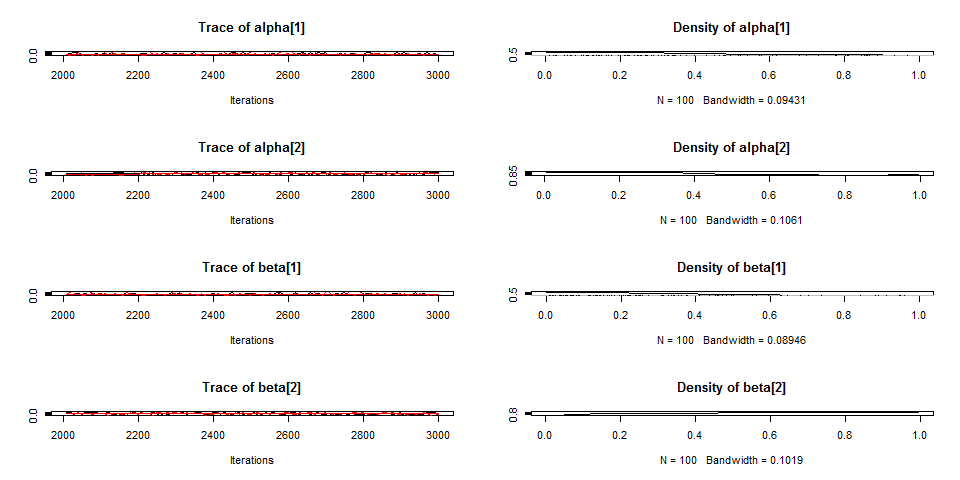 Trace of alpha[1]
0.0
2000 2200 2400 2600 2800 3000
Iterations
Density of alpha[1]
0.5
0.0 0.2 0.4 0.6 0.8 1.0
N = 100 Bandwidth = 0.09431
Trace of alpha[2]
0.0
2000 2200 2400 2600 2800 3000
Iterations
Density of alpha[2]
0.85
0.0 0.2 0.4 0.6 0.8 1.0
N = 100 Bandwidth = 0.1061
Trace of beta[1]
0.0
2000 2200 2400 2600 2800 3000
Iterations
Density of beta[1]
0.5
0.0 0.2 0.4 0.6 0.8 1.0
N = 100 Bandwidth = 0.08946
Trace of beta[2]
0.0
2000 2200 2400 2600 2800 3000
Iterations
Density of beta[2]
0.8
0.0 0.2 0.4 0.6 0.8 1.0
N = 100 Bandwidth = 0.1019